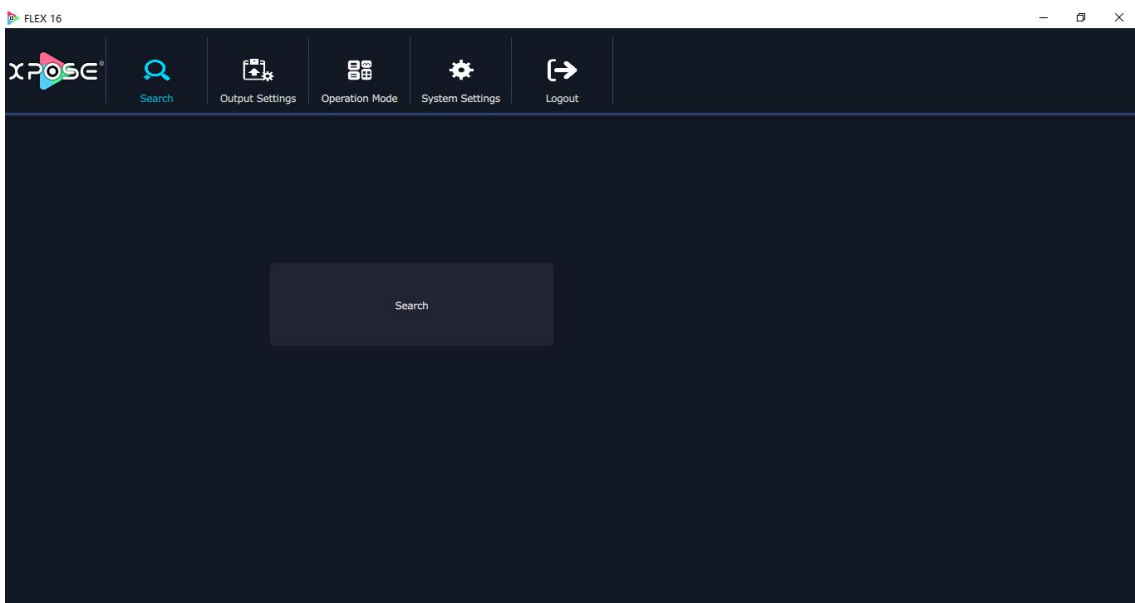 FLEX 16
XPOSE®
Search
Output Settings
Operation Mode
System Settings
Logout
Search